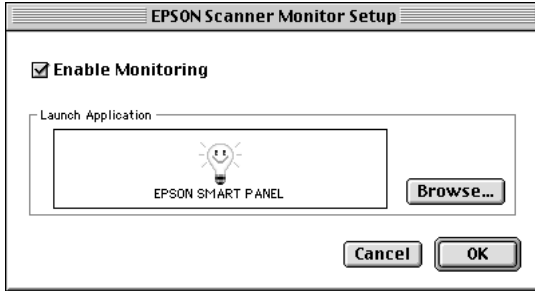 EPSON Scanner Monitor Setup
Enable Monitoring
Launch Application
EPSON SMART PANEL
Browse...
Cancel
OK